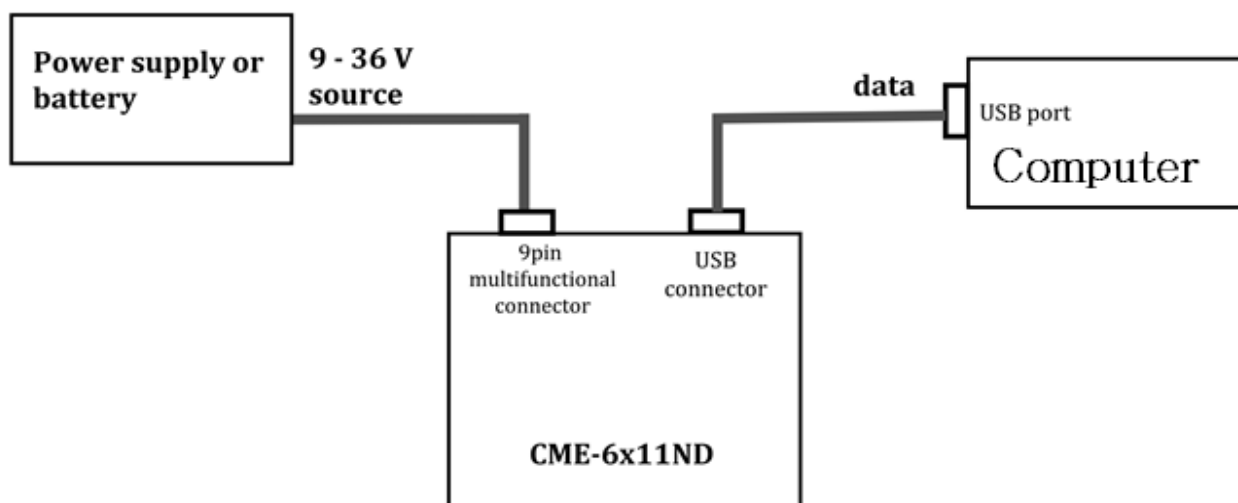 Power supply or
battery
9 - 36 V
source
data
USB port
Computer
9pin
multifunctional
connector
USB
connector
CME-6x11ND